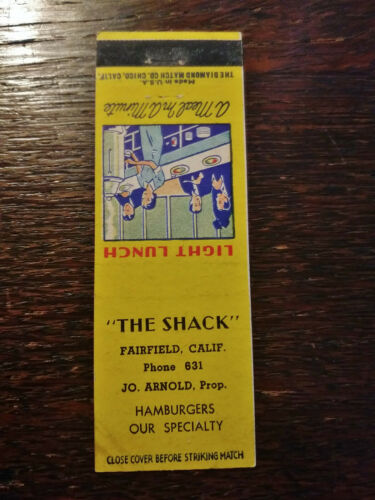 Made in U.S.A.
THE DIAMOND MATCH CO., CHICO, CALIF.
A Meal In A Minute
LIGHT LUNCH
"THE SHACK"
FAIRFIELD, CALIF.
Phone 631
JO. ARNOLD, Prop.
HAMBURGERS
OUR SPECIALTY
CLOSE COVER BEFORE STRIKING MATCH